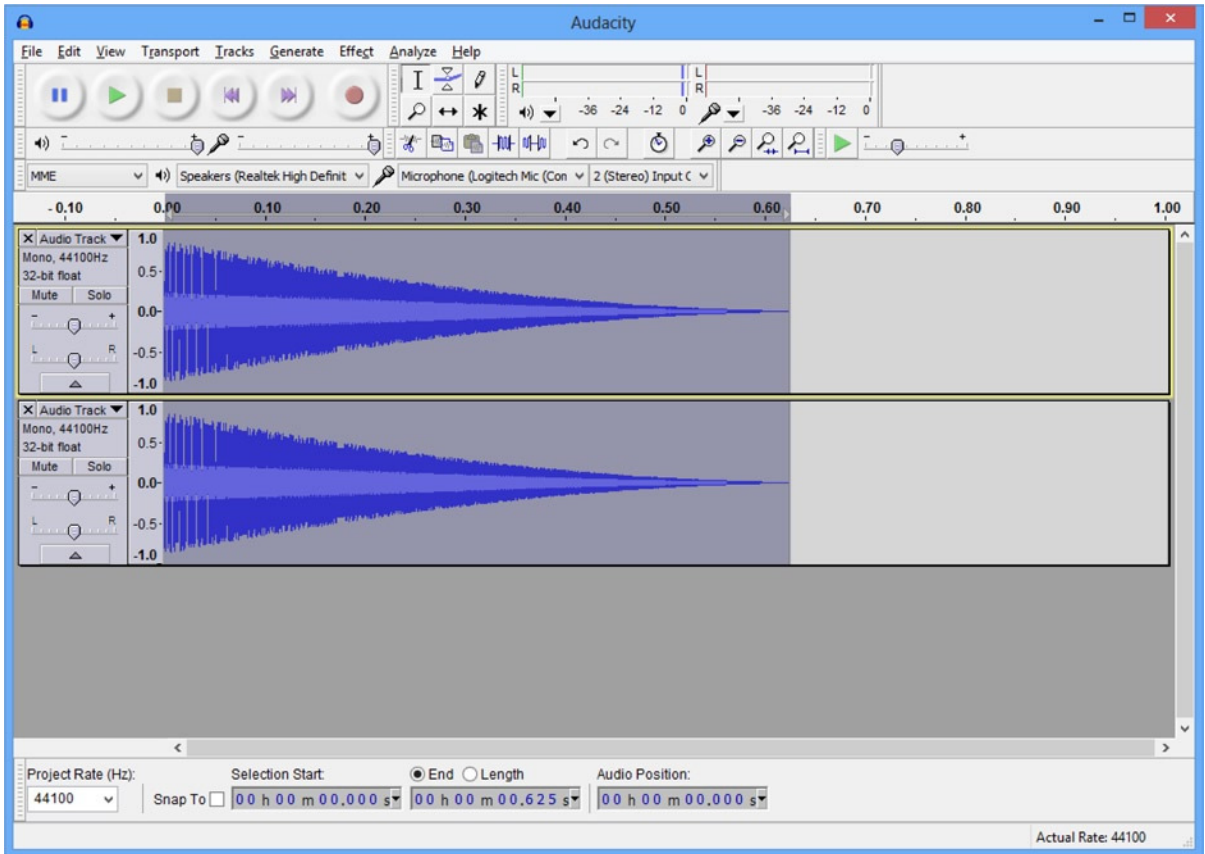 Audacity
File Edit View Transport Tracks Generate Effect Analyze Help
L
R
-36 -24 -12 0
L
R
-36 -24 -12 0
MME
Speakers (Realtek High Definit
Microphone (Logitech Mic (Con
2 (Stereo) Input C
- 0.10 0.00 0.10 0.20 0.30 0.40 0.50 0.60 0.70 0.80 0.90 1.00
X Audio Track
Mono, 44100Hz
32-bit float
Mute Solo
- +
L R
1.0
0.5
0.0
-0.5
-1.0
X Audio Track
Mono, 44100Hz
32-bit float
Mute Solo
- +
L R
1.0
0.5
0.0
-0.5
-1.0
Project Rate (Hz): Selection Start: End Length Audio Position:
44100 Snap To 00 h 00 m 00.000 s 00 h 00 m 00.625 s 00 h 00 m 00.000 s
Actual Rate: 44100